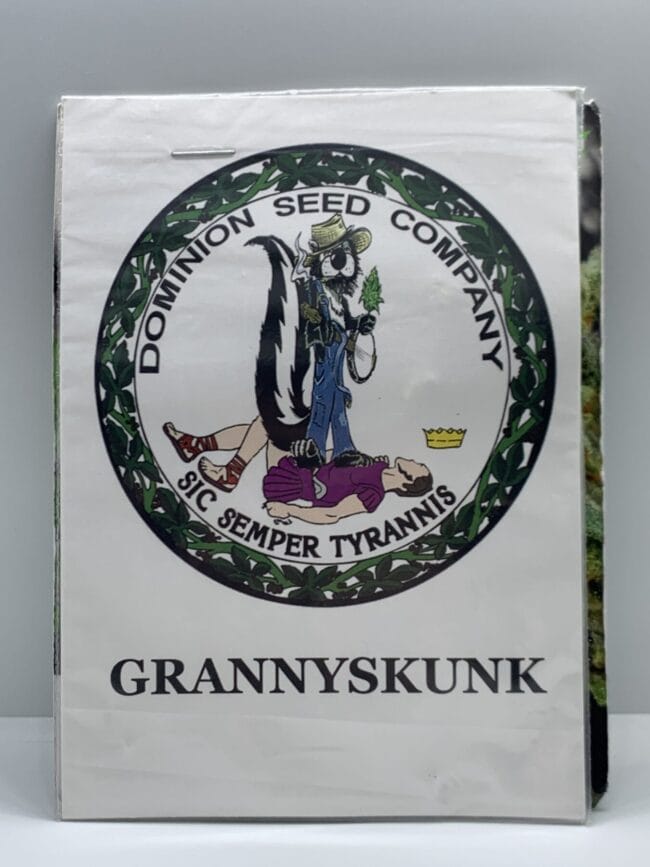 DOMINION SEED COMPANY
SIC SEMPER TYRANNIS
GRANNYSKUNK